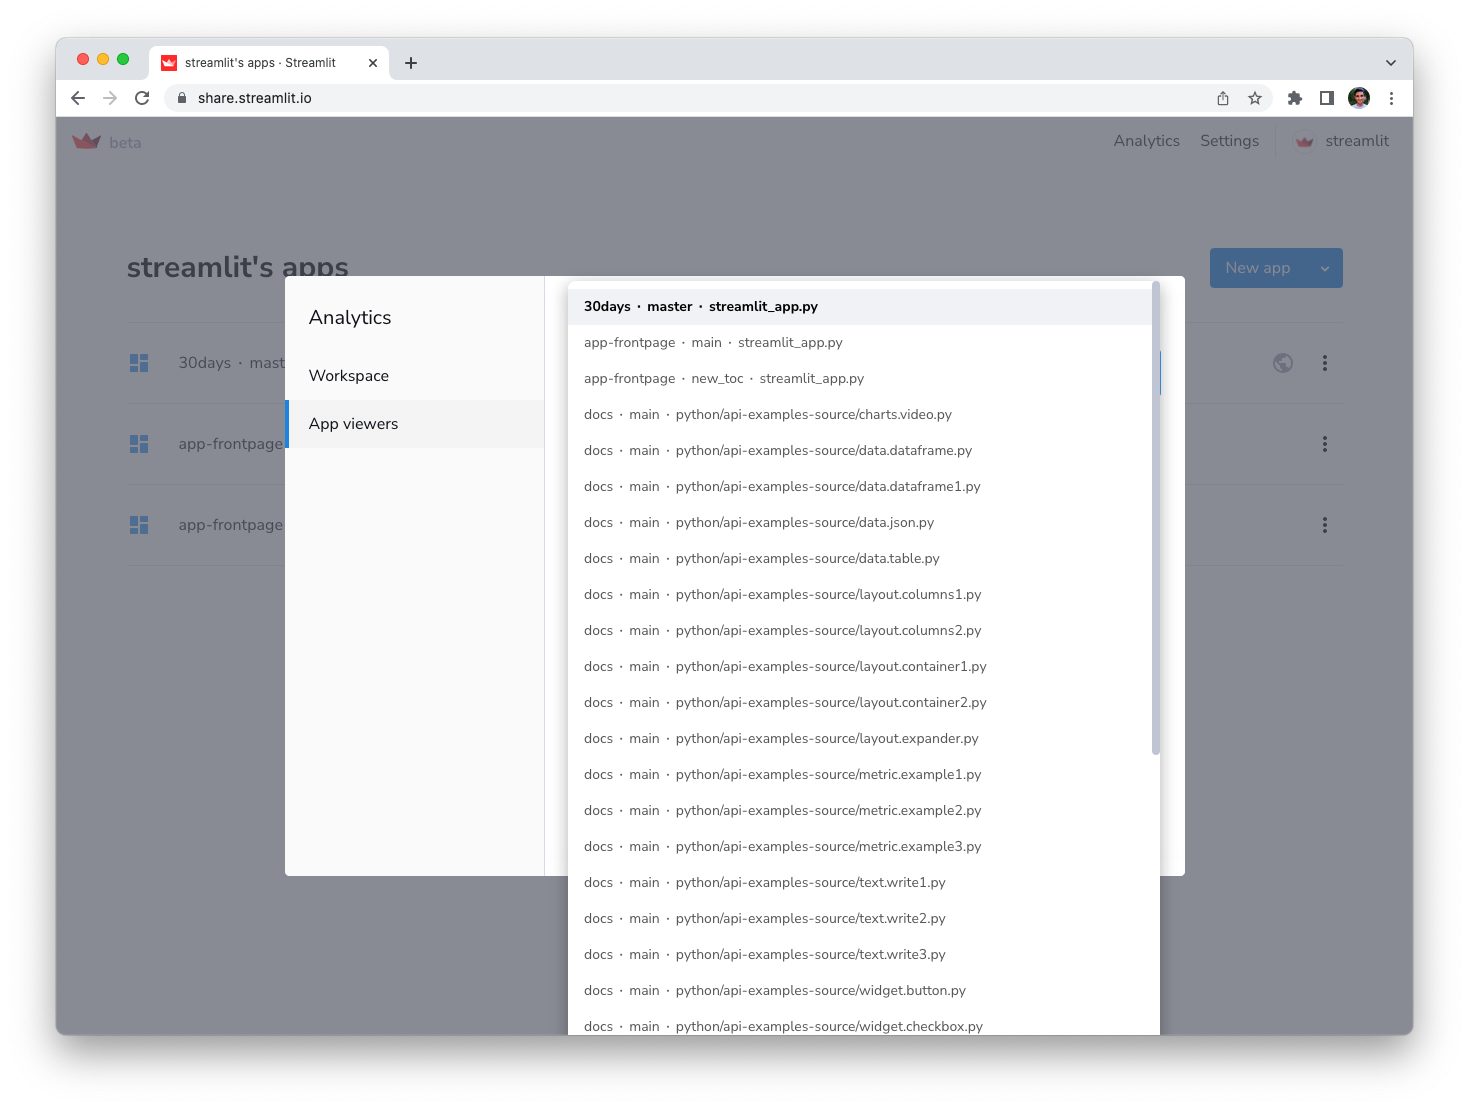 streamlit's apps · Streamlit
share.streamlit.io
beta
Analytics Settings streamlit
streamlit's apps
New app
30days · mast
app-frontpage
app-frontpage
Analytics
Workspace
App viewers
30days · master · streamlit_app.py
app-frontpage · main · streamlit_app.py
app-frontpage · new_toc · streamlit_app.py
docs · main · python/api-examples-source/charts.video.py
docs · main · python/api-examples-source/data.dataframe.py
docs · main · python/api-examples-source/data.dataframe1.py
docs · main · python/api-examples-source/data.json.py
docs · main · python/api-examples-source/data.table.py
docs · main · python/api-examples-source/layout.columns1.py
docs · main · python/api-examples-source/layout.columns2.py
docs · main · python/api-examples-source/layout.container1.py
docs · main · python/api-examples-source/layout.container2.py
docs · main · python/api-examples-source/layout.expander.py
docs · main · python/api-examples-source/metric.example1.py
docs · main · python/api-examples-source/metric.example2.py
docs · main · python/api-examples-source/metric.example3.py
docs · main · python/api-examples-source/text.write1.py
docs · main · python/api-examples-source/text.write2.py
docs · main · python/api-examples-source/text.write3.py
docs · main · python/api-examples-source/widget.button.py
docs · main · python/api-examples-source/widget.checkbox.py